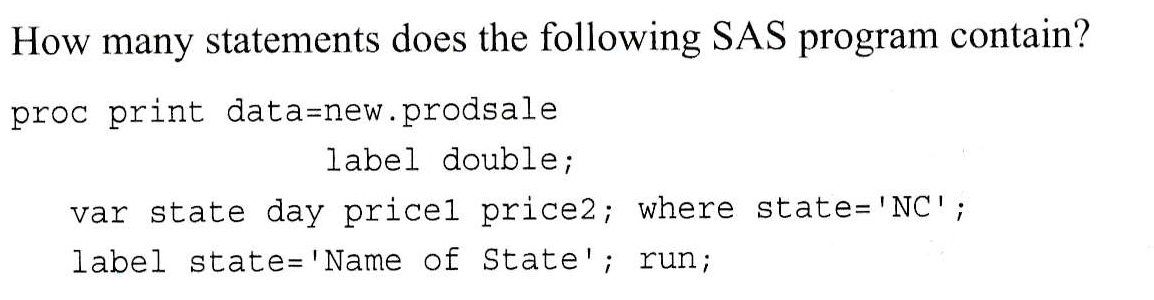 How many statements does the following SAS program contain?
proc print data=new.prodsale
label double;
var state day price1 price2; where state='NC';
label state='Name of State'; run;